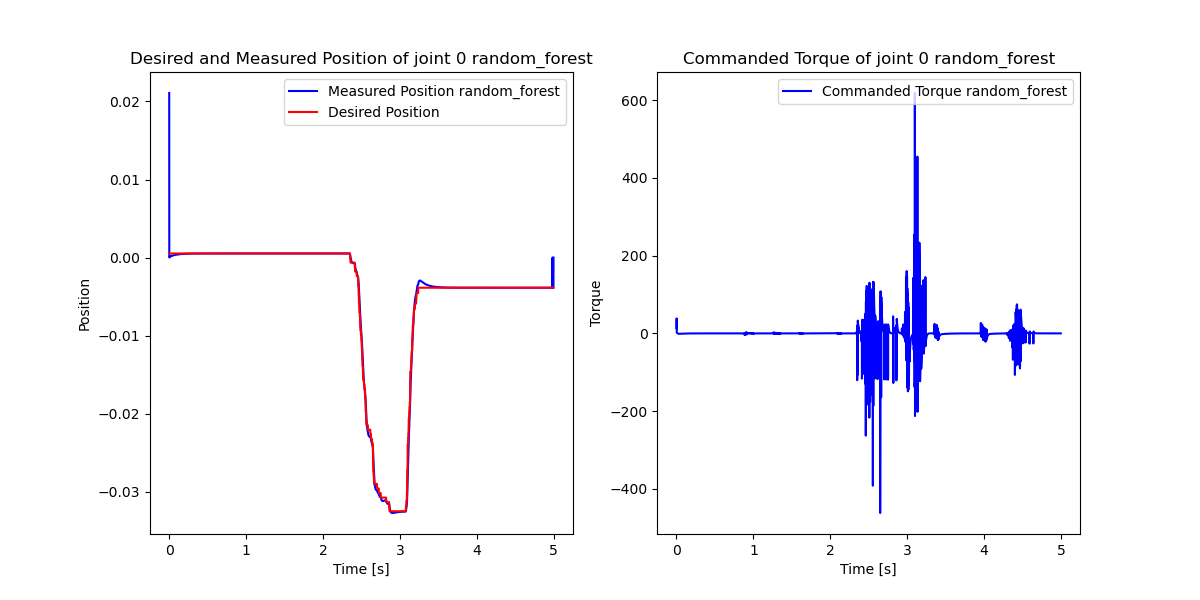 Desired and Measured Position of joint 0 random_forest
Measured Position random_forest
Desired Position
0.02
0.01
0.00
−0.01
−0.02
−0.03
Position
0
1
2
3
4
5
Time [s]
Commanded Torque of joint 0 random_forest
Commanded Torque random_forest
600
400
200
0
−200
−400
Torque
0
1
2
3
4
5
Time [s]